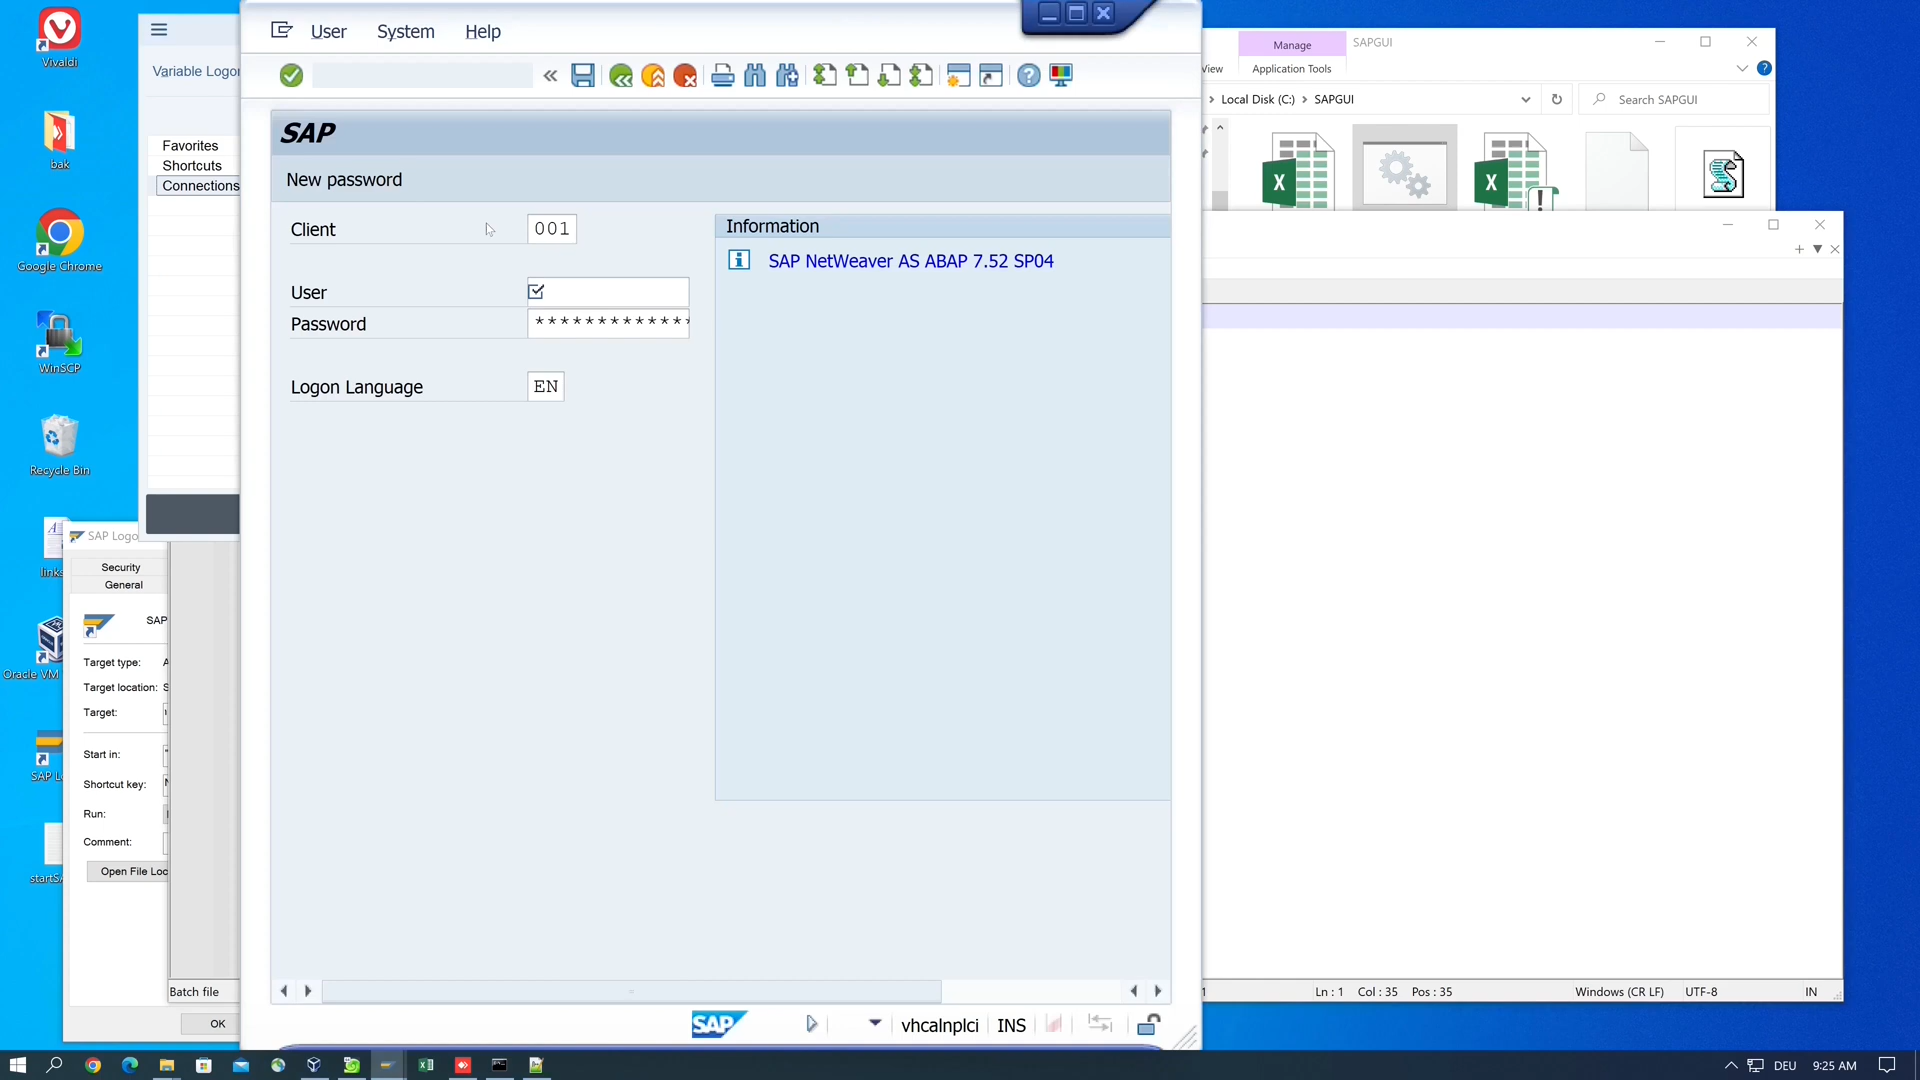 Vivaldi
bak
Google Chrome
WinSCP
Recycle Bin
links
Oracle VM
SAP L
Variable Logon
Favorites
Shortcuts
Connections
SAP Logo
Security
General
SAP
Target type:
Target location: S
Target:
Start in:
Shortcut key: N
Run:
Comment:
Open File Loc
OK
Batch file
User
System
Help
SAP
New password
Client
001
User
Password
*************
Logon Language
EN
Information
SAP NetWeaver AS ABAP 7.52 SP04
SAP
vhcalnplci
INS
View
Manage
SAPGUI
Application Tools
Local Disk (C:)
SAPGUI
Search SAPGUI
1
Ln : 1 Col : 35 Pos : 35
Windows (CR LF)
UTF-8
IN
DEU
9:25 AM